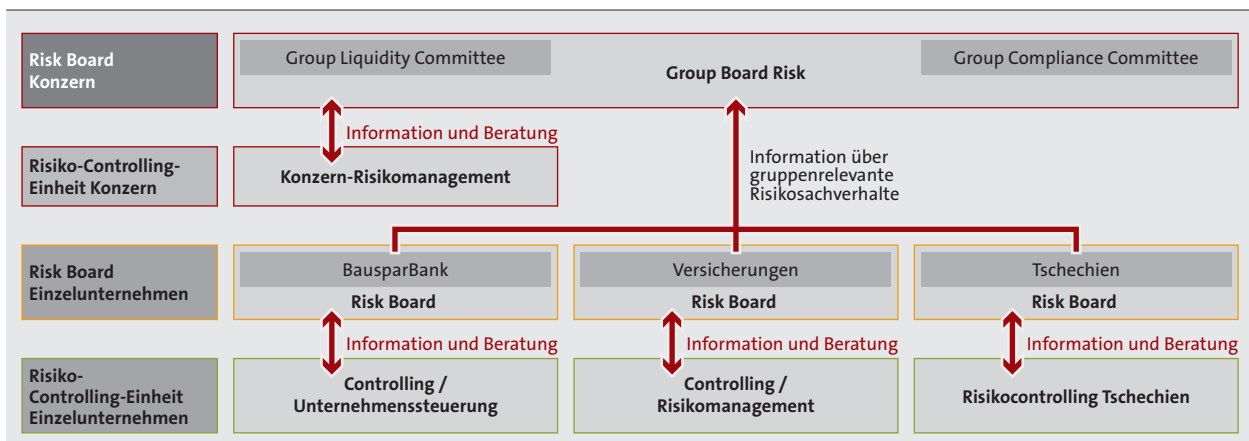 Risk Board
Konzern
Group Liquidity Committee
Group Board Risk
Group Compliance Committee
Information und Beratung
Risiko-Controlling-
Einheit Konzern
Konzern-Risikomanagement
Information über
gruppenrelevante
Risikosachverhalte
Risk Board
Einzelunternehmen
BausparBank
Risk Board
Versicherungen
Risk Board
Tschechien
Risk Board
Information und Beratung
Information und Beratung
Information und Beratung
Risiko-
Controlling-Einheit
Einzelunternehmen
Controlling /
Unternehmenssteuerung
Controlling /
Risikomanagement
Risikocontrolling Tschechien